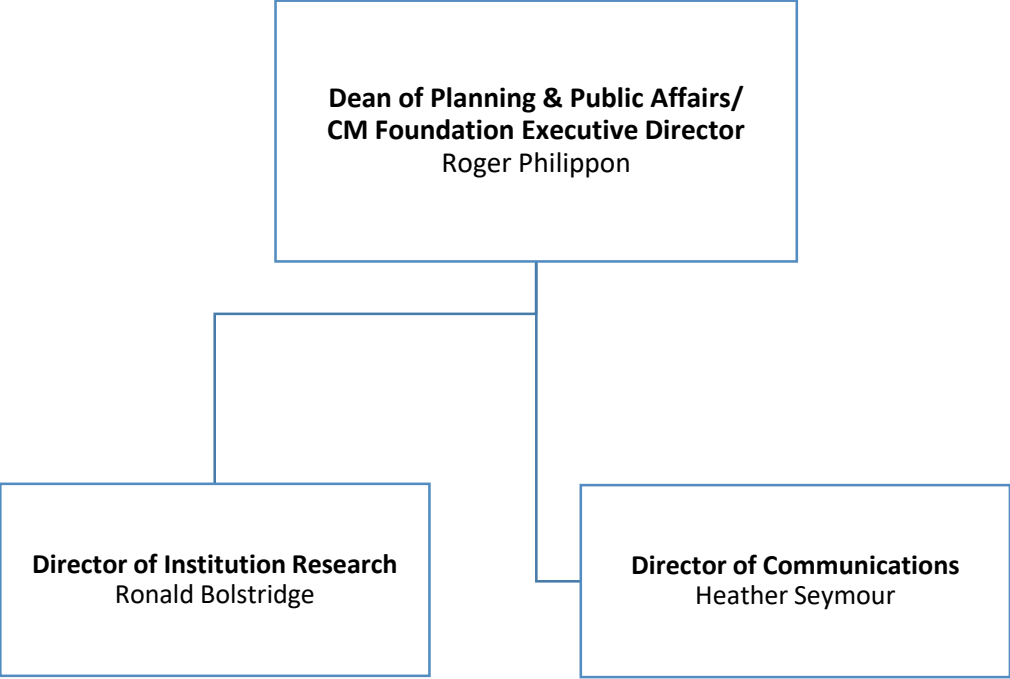 Dean of Planning & Public Affairs/
CM Foundation Executive Director
Roger Philippon
Director of Institution Research
Ronald Bolstridge
Director of Communications
Heather Seymour